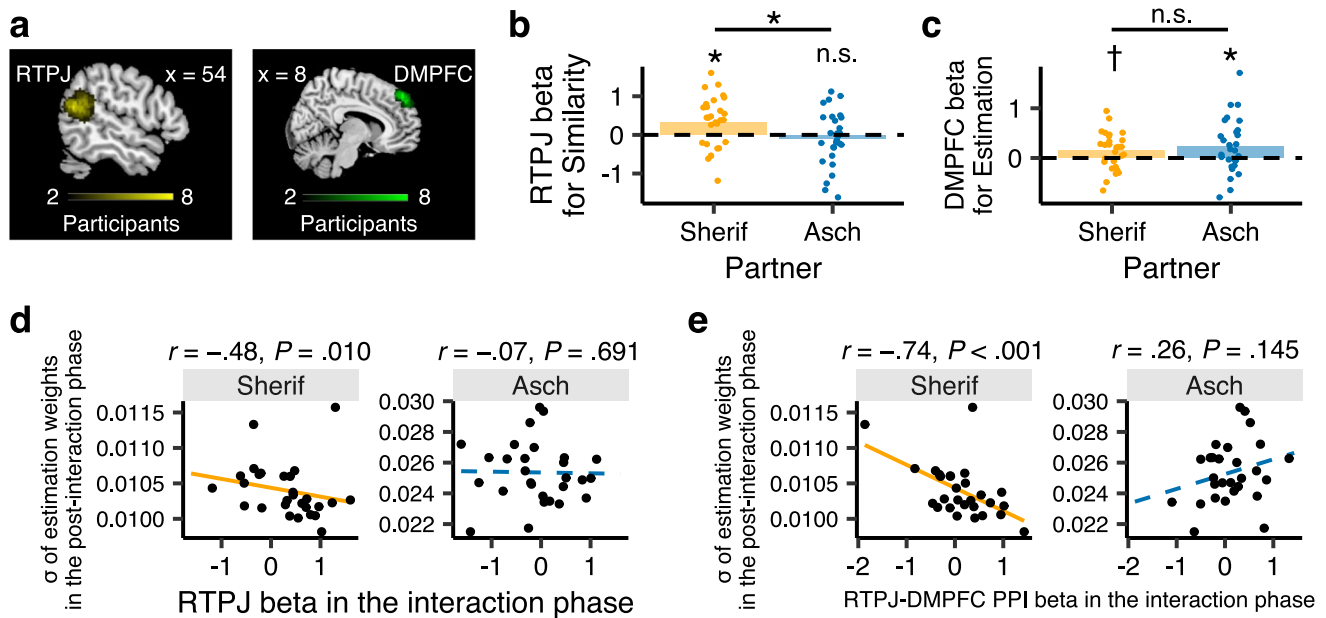 a
RTPJ
x = 54
2
8
Participants
x = 8
DMPFC
2
8
Participants
b
*
*
n.s.
RTPJ beta
for Similarity
1
0
-1
Sherif
Asch
Partner
c
n.s.
†
*
DMPFC beta
for Estimation
1
0
Sherif
Asch
Partner
d
σ of estimation weights
in the post-interaction phase
r = –.48, P = .010
Sherif
0.0115
0.0110
0.0105
0.0100
-1
0
1
r = –.07, P = .691
Asch
0.030
0.028
0.026
0.024
0.022
-1
0
1
RTPJ beta in the interaction phase
e
σ of estimation weights
in the post-interaction phase
r = –.74, P < .001
Sherif
0.0115
0.0110
0.0105
0.0100
-2
-1
0
1
r = .26, P = .145
Asch
0.030
0.028
0.026
0.024
0.022
-2
-1
0
1
RTPJ-DMPFC PPI beta in the interaction phase